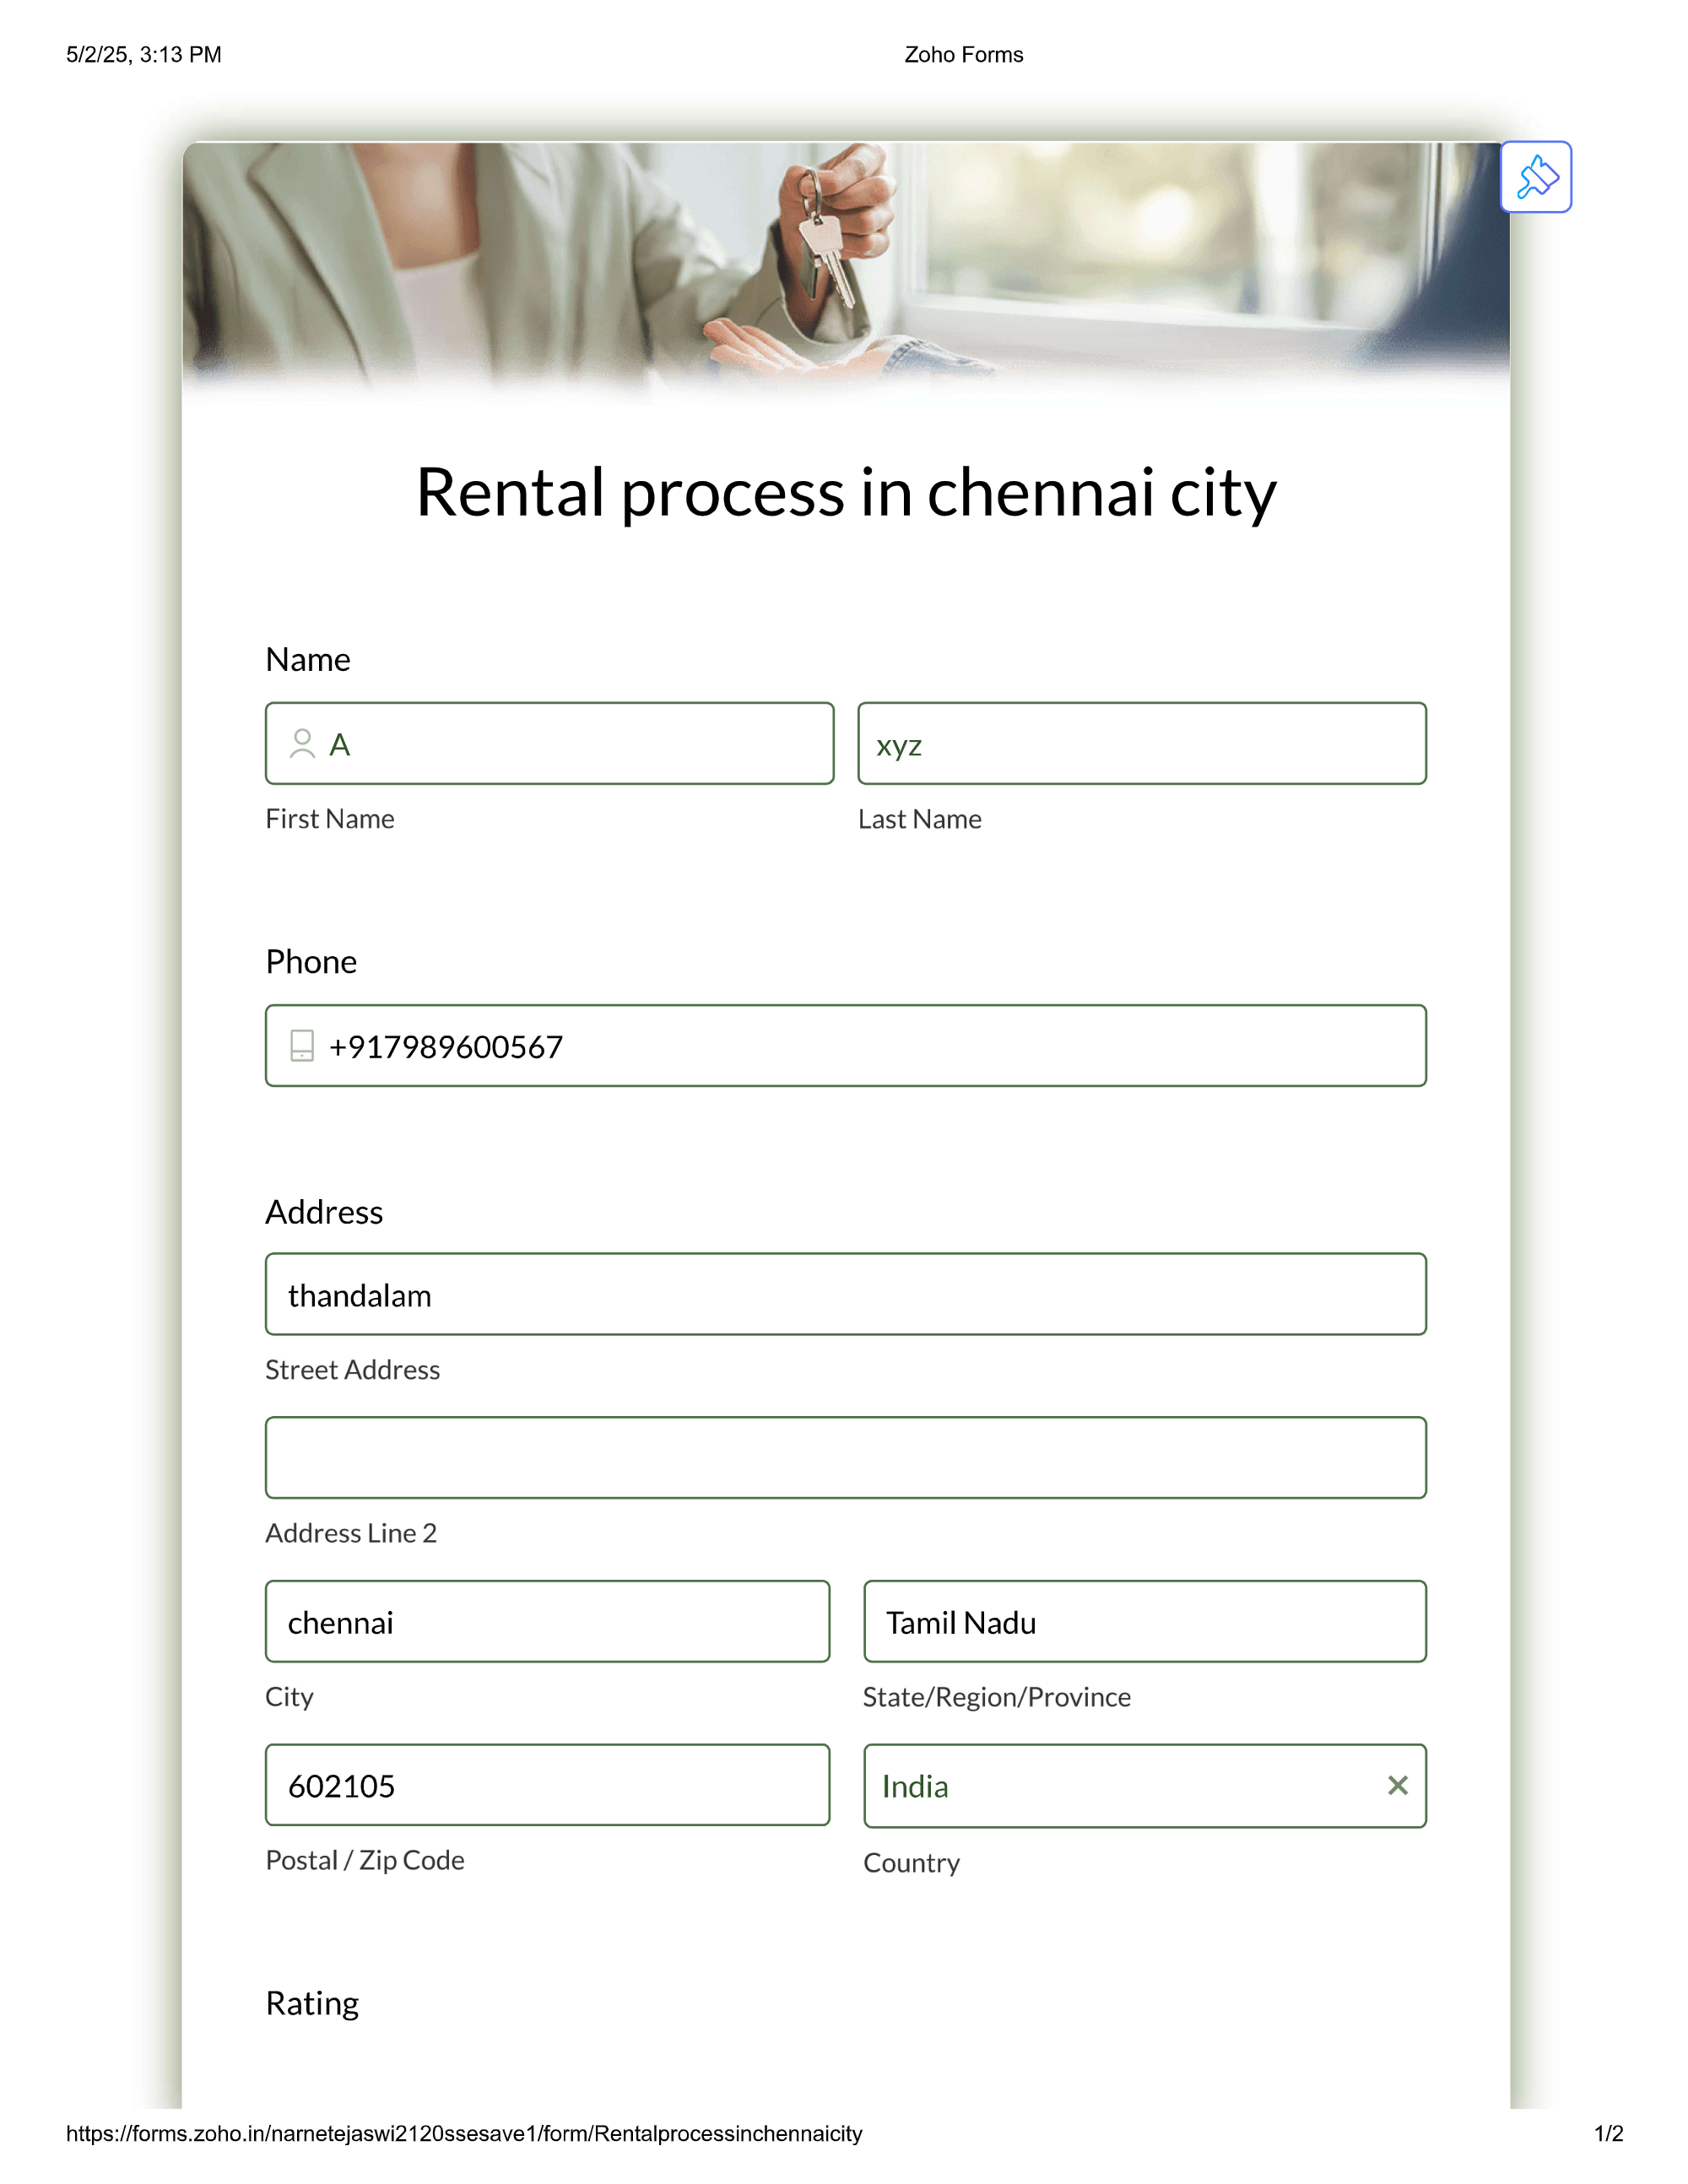 5/2/25, 3:13 PM Zoho Forms
Rental process in chennai city
Name
A xyz
First Name Last Name
Phone
+917989600567
Address
thandalam
Street Address
Address Line 2
chennai Tamil Nadu
City State/Region/Province
602105 India
Postal / Zip Code Country
Rating
https://forms.zoho.in/narnetejaswi2120ssesave1/form/Rentalprocessinchennaicity 1/2